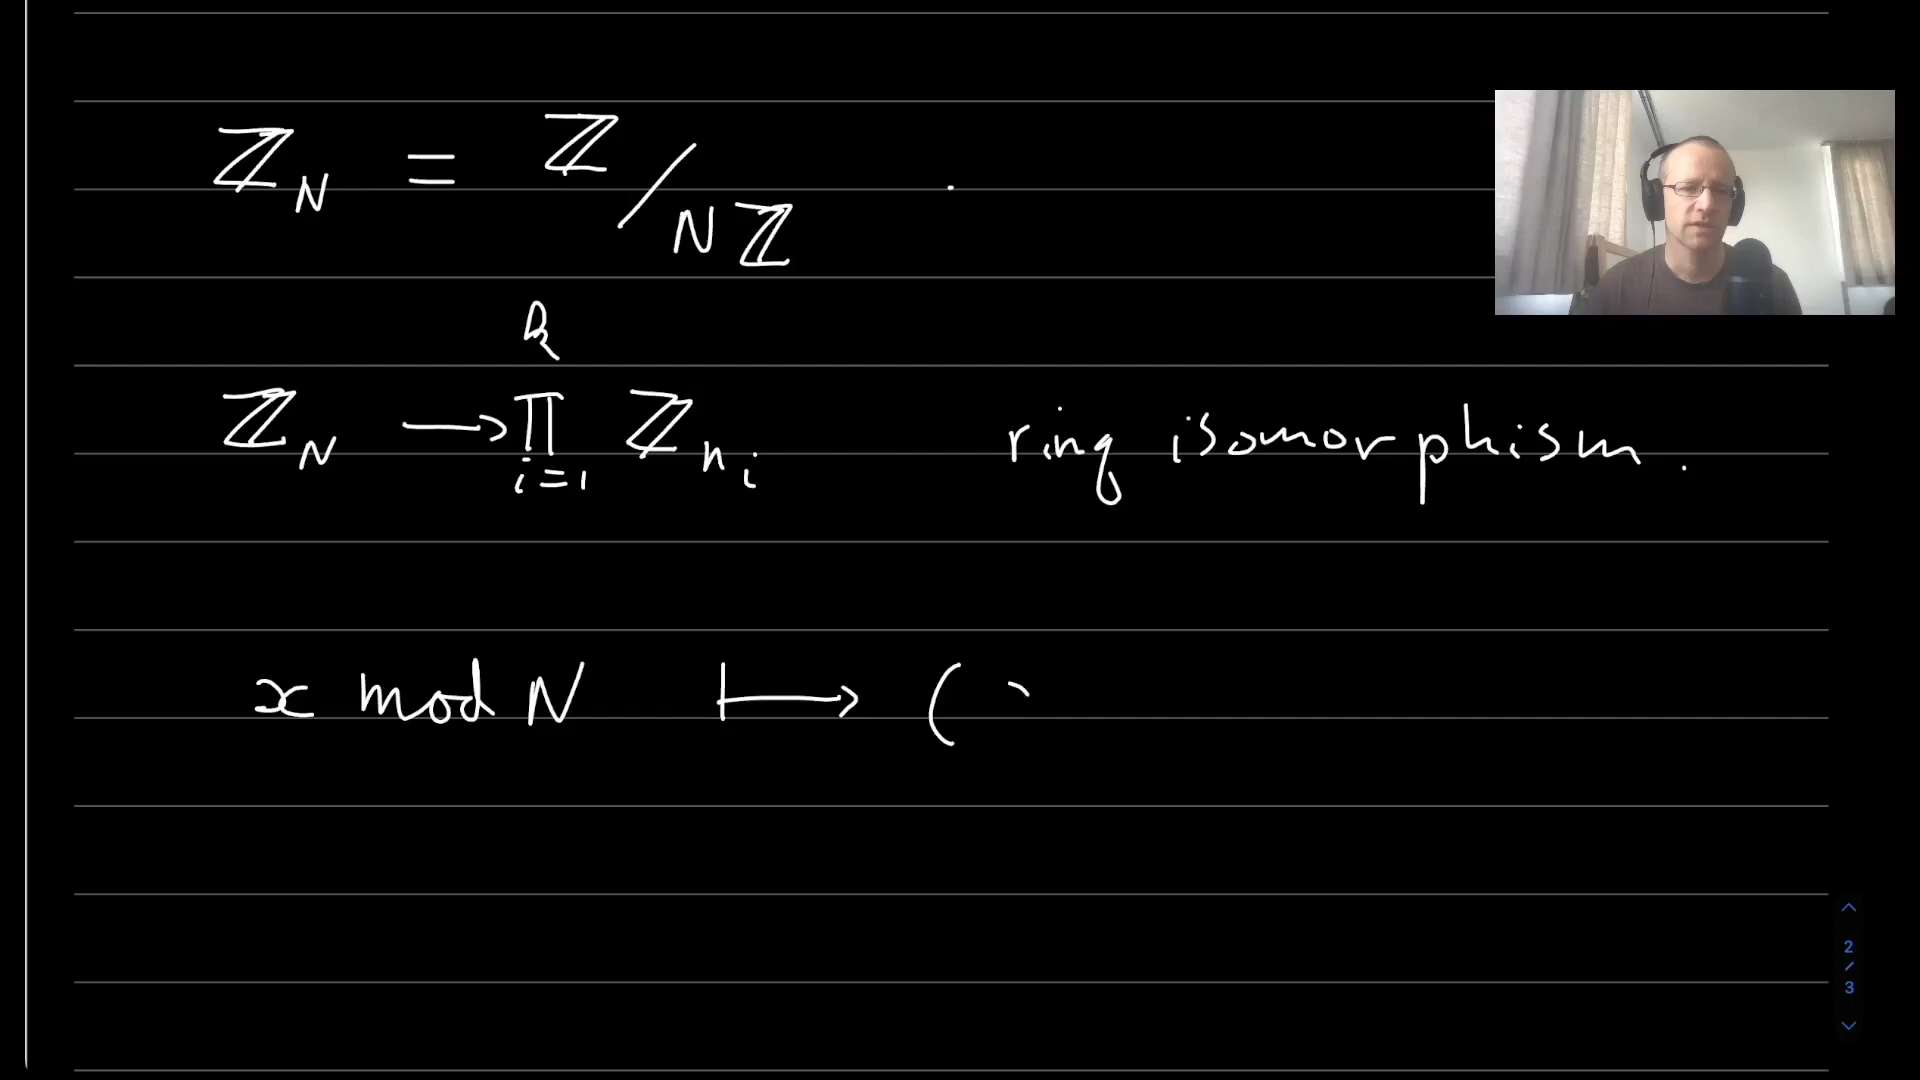 ℤ_N = ℤ/Nℤ .
ℤ_N → ∏_{i=1}^{k} ℤ_{n_i} ring isomorphism.
x mod N ↦ (
2
/
3